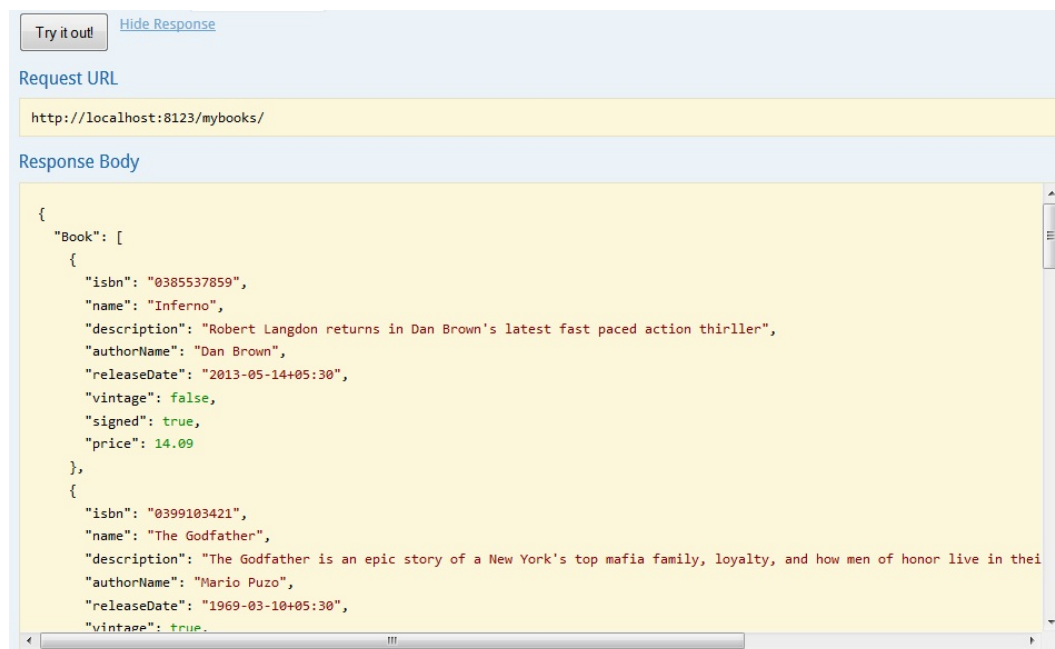 Try it out! Hide Response
Request URL
http://localhost:8123/mybooks/
Response Body
{
"Book": [
{
"isbn": "0385537859",
"name": "Inferno",
"description": "Robert Langdon returns in Dan Brown's latest fast paced action thirller",
"authorName": "Dan Brown",
"releaseDate": "2013-05-14+05:30",
"vintage": false,
"signed": true,
"price": 14.09
},
{
"isbn": "0399103421",
"name": "The Godfather",
"description": "The Godfather is an epic story of a New York's top mafia family, loyalty, and how men of honor live in thei
"authorName": "Mario Puzo",
"releaseDate": "1969-03-10+05:30",
"vintage": true,